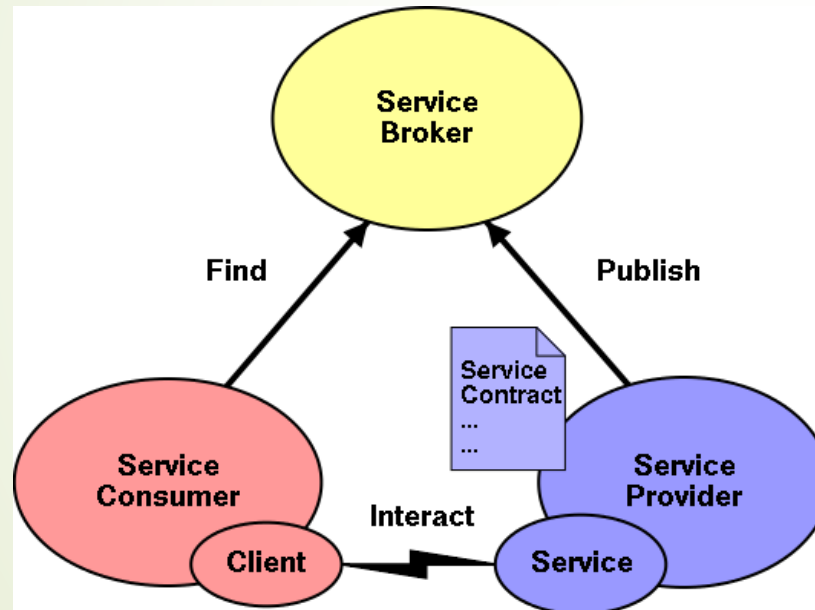 Service
Broker
Find
Publish
Service
Contract
...
...
Service
Consumer
Service
Provider
Interact
Client
Service